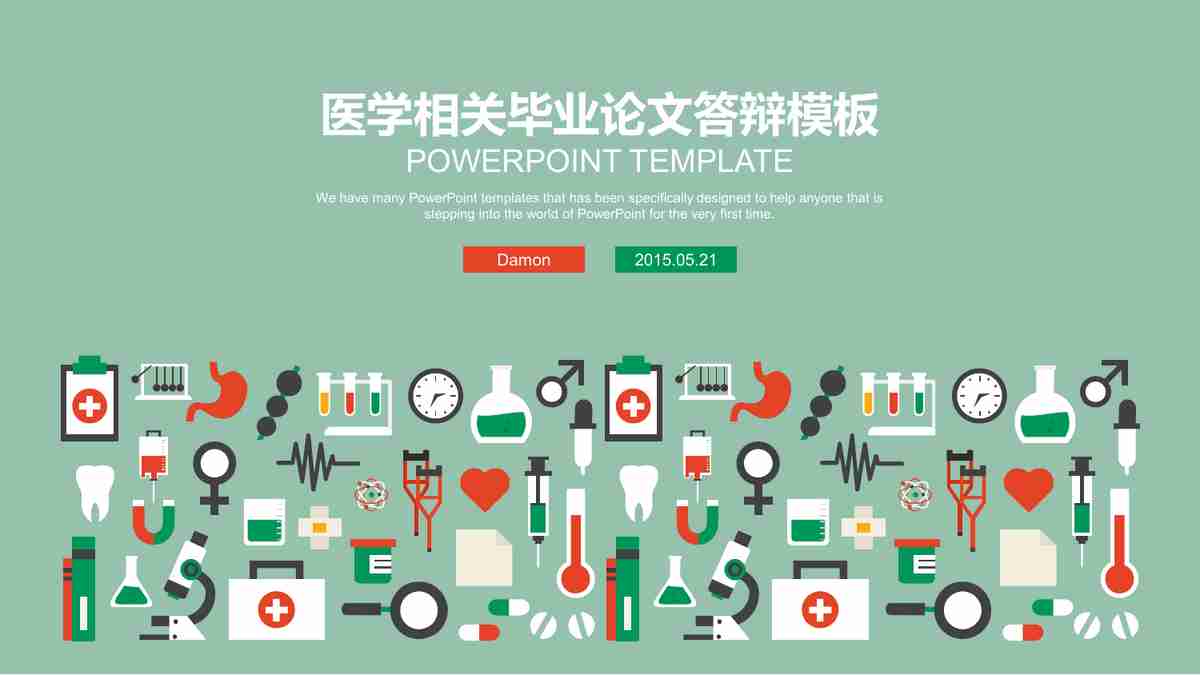 医学相关毕业论文答辩模板
POWERPOINT TEMPLATE
We have many PowerPoint templates that has been specifically designed to help anyone that is
stepping into the world of PowerPoint for the very first time.
Damon
2015.05.21